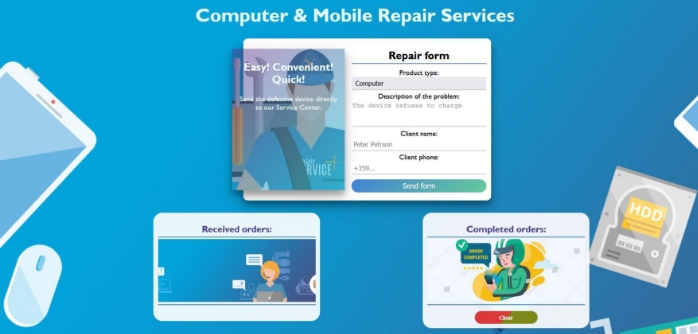 Computer & Mobile Repair Services
Easy! Convenient!
Quick!
Send the defective device directly
to our Service Center.
Repair form
Product type:
Computer
Description of the problem:
The device refuses to charge
Client name:
Petar Petrson
Client phone:
+359...
Send form
Received orders:
Completed orders:
ORDER
COMPLETED
Clear
HDD